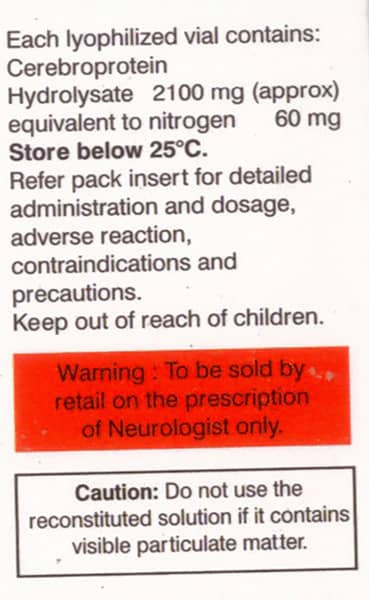 Each lyophilized vial contains:
Cerebroprotein
Hydrolysate 2100 mg (approx)
equivalent to nitrogen 60 mg
Store below 25°C.
Refer pack insert for detailed
administration and dosage,
adverse reaction,
contraindications and
precautions.
Keep out of reach of children.
Warning : To be sold by
retail on the prescription
of Neurologist only.
Caution: Do not use the
reconstituted solution if it contains
visible particulate matter.